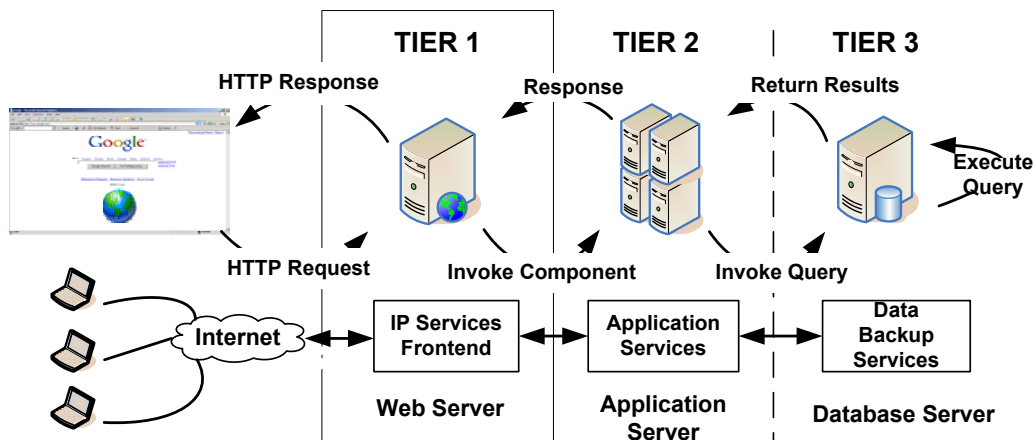 TIER 1
TIER 2
TIER 3
HTTP Response
Response
Return Results
Google
Execute
Query
HTTP Request
Invoke Component
Invoke Query
Internet
IP Services
Frontend
Application
Services
Data
Backup
Services
Web Server
Application
Server
Database Server